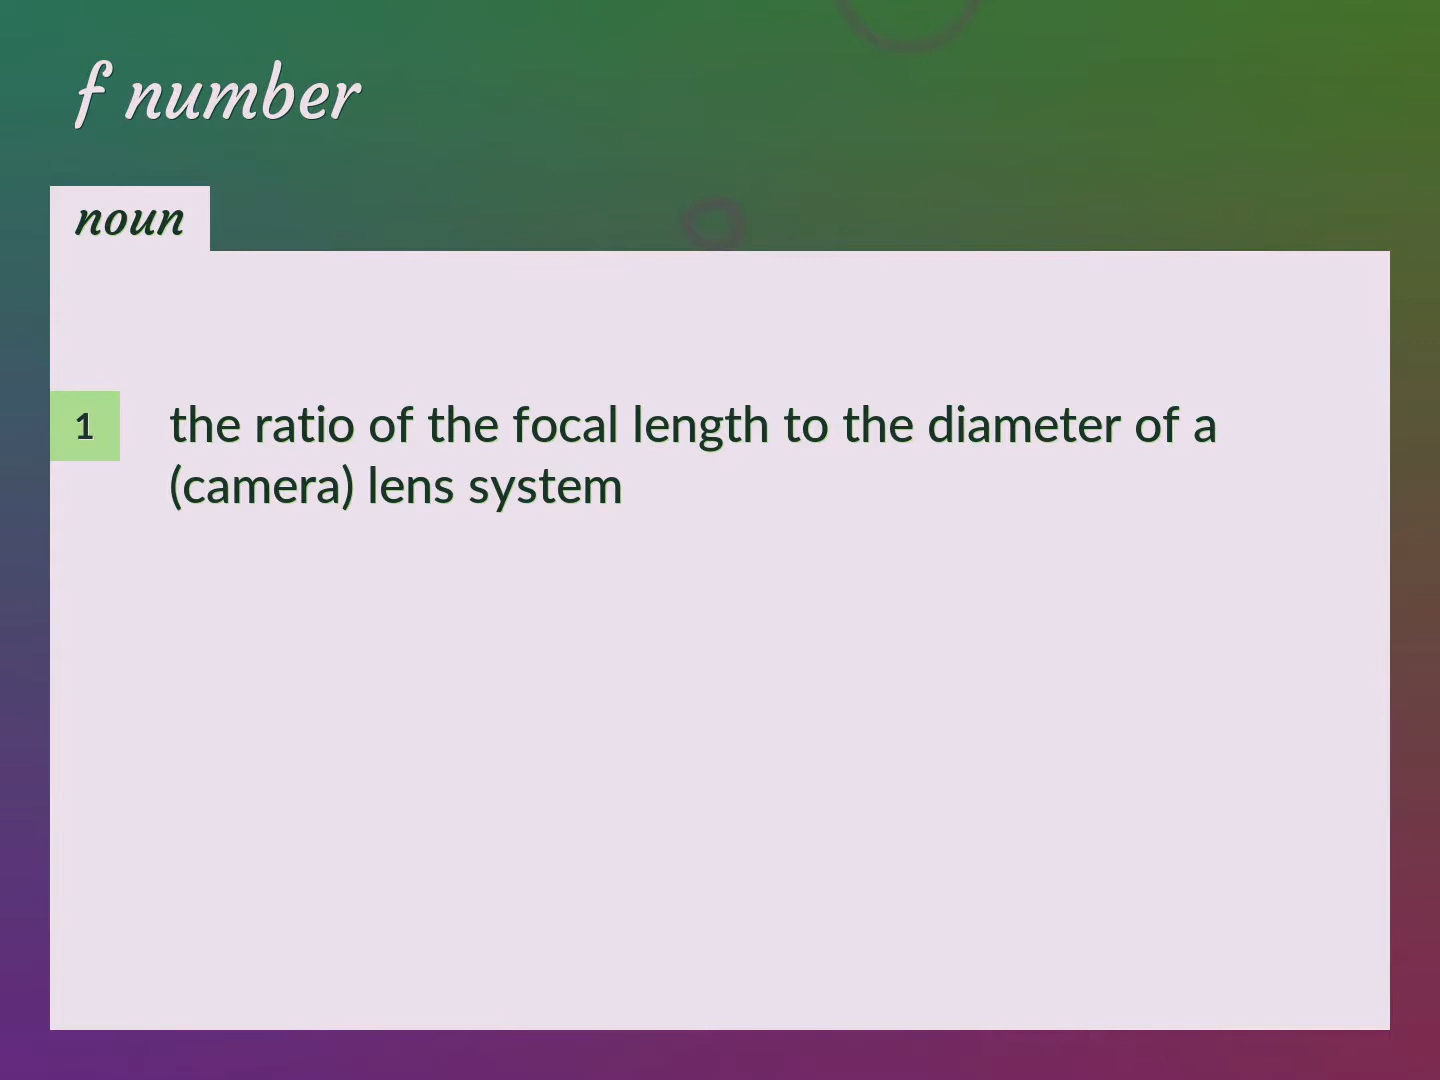 f number
noun
1
the ratio of the focal length to the diameter of a
(camera) lens system